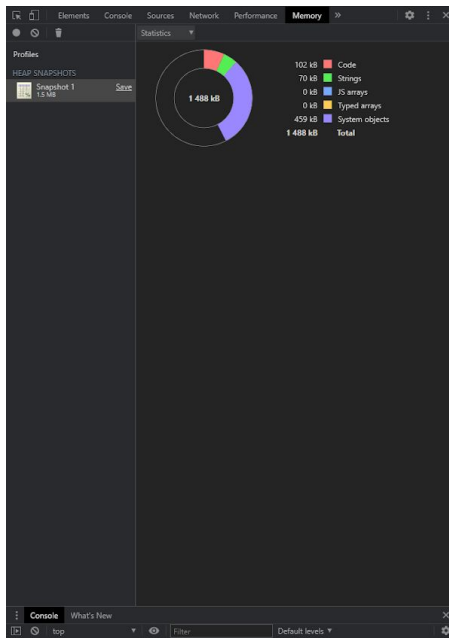 Elements Console Sources Network Performance Memory »
Profiles
Statistics ▼
HEAP SNAPSHOTS
Snapshot 1 Save
1.5 MB
1 488 kB
102 kB Code
70 kB Strings
0 kB JS arrays
0 kB Typed arrays
459 kB System objects
1 488 kB Total
Console What's New
top ▼ Filter Default levels ▼